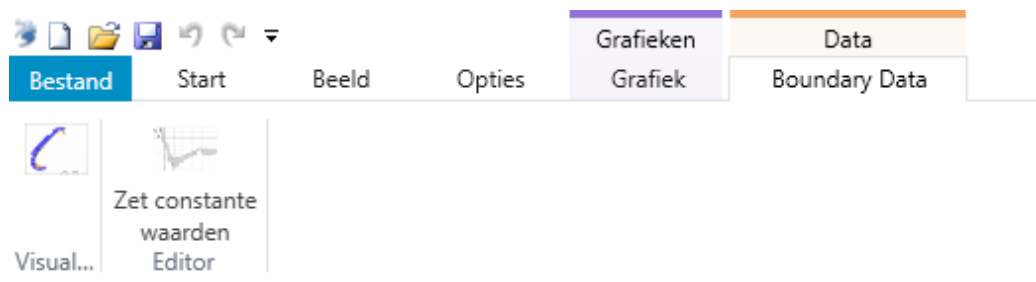 Grafieken Data
Bestand Start Beeld Opties Grafiek Boundary Data
Zet constante
waarden
Visual... Editor